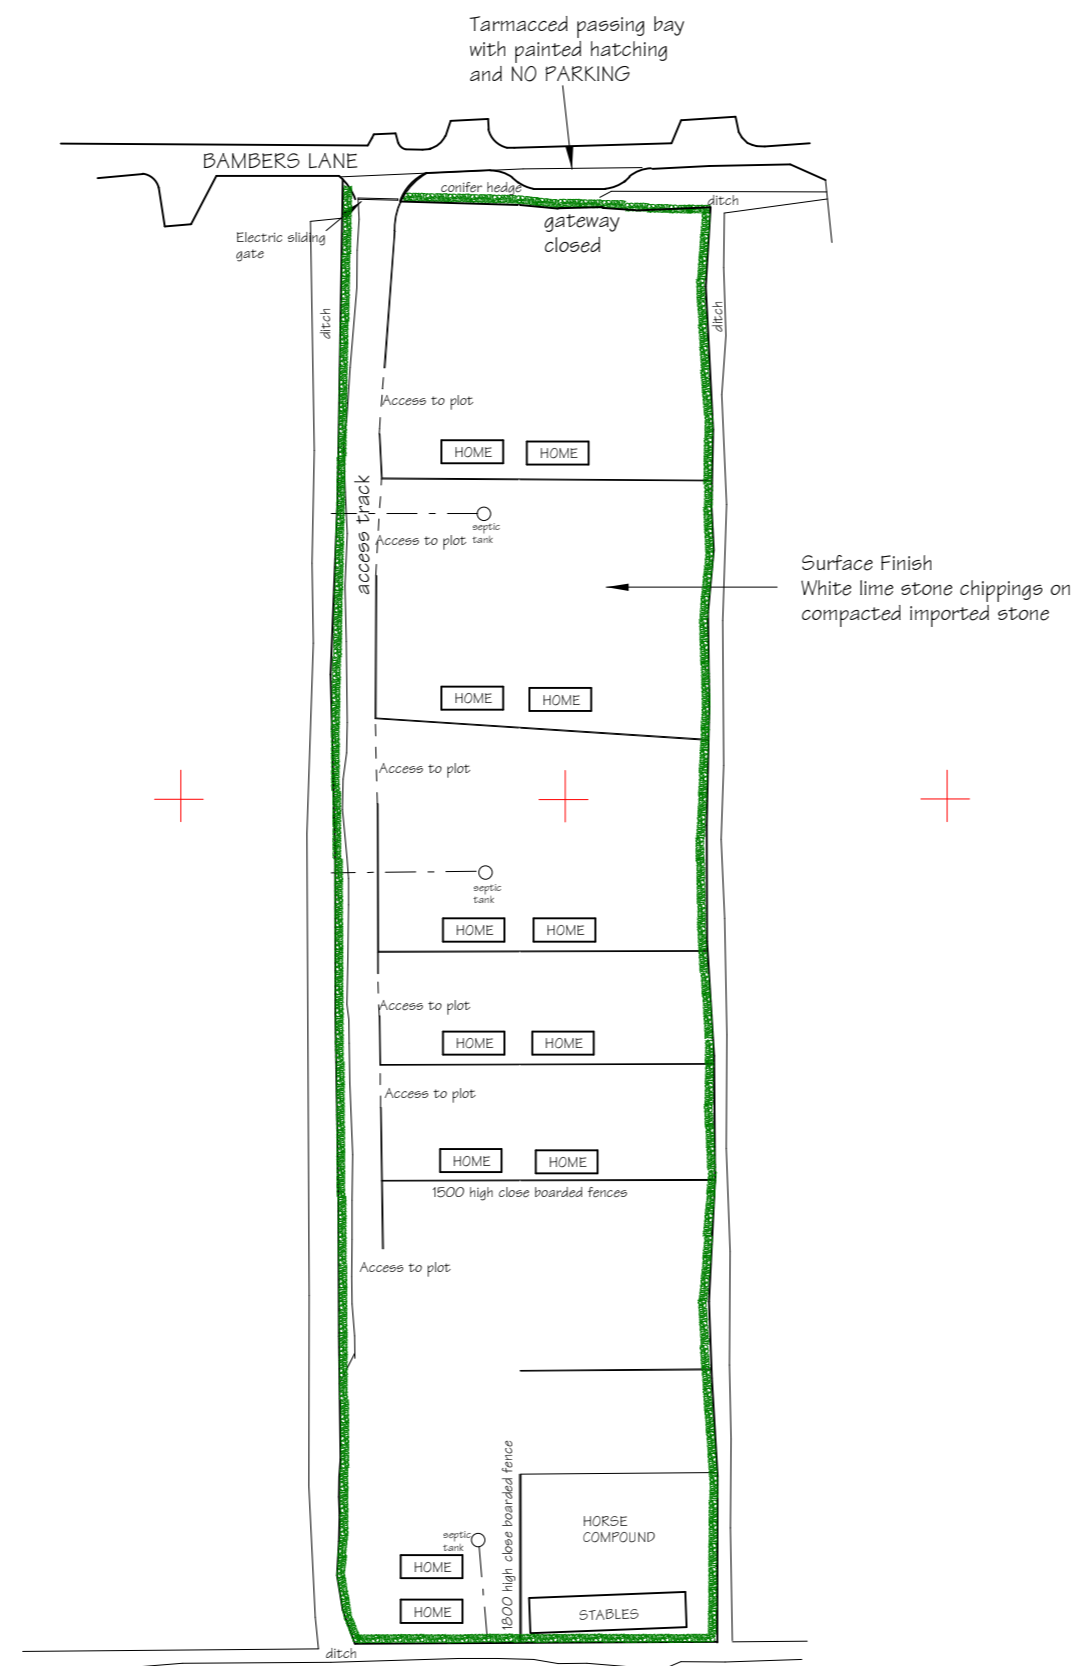 Tarmacced passing bay
with painted hatching
and NO PARKING
BAMBERS LANE
conifer hedge
ditch
gateway
closed
Electric sliding
gate
ditch
ditch
Access to plot
HOME
HOME
access track
septic
tank
Access to plot
Surface Finish
White lime stone chippings on
compacted imported stone
HOME
HOME
Access to plot
septic
tank
HOME
HOME
Access to plot
HOME
HOME
Access to plot
HOME
HOME
1500 high close boarded fences
Access to plot
1800 high close boarded fence
HORSE
COMPOUND
septic
tank
HOME
HOME
STABLES
ditch